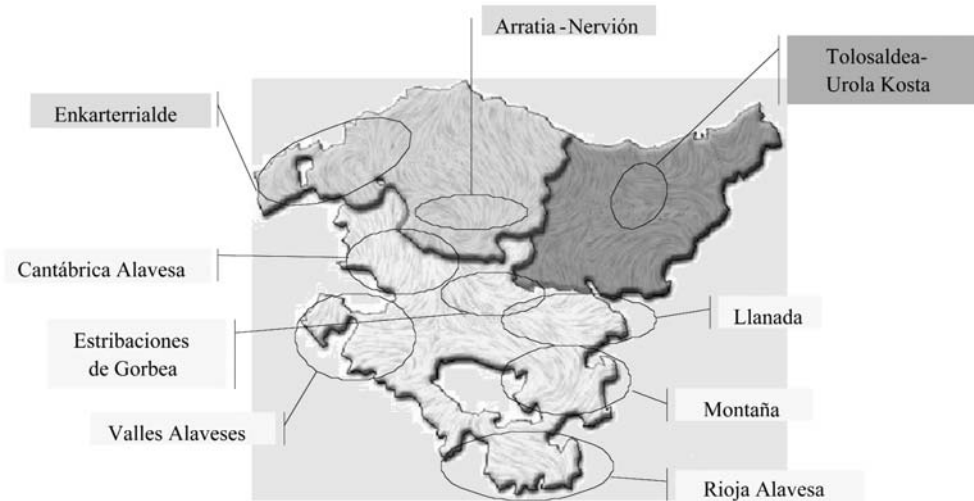 Arratia -Nervión
Tolosaldea-
Urola Kosta
Enkarterrialde
Cantábrica Alavesa
Llanada
Estribaciones
de Gorbea
Montaña
Valles Alaveses
Rioja Alavesa